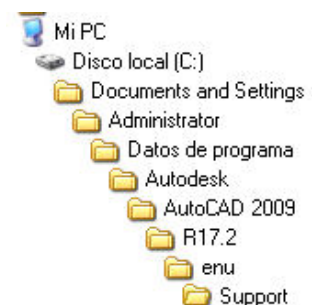 Mi PC
Disco local (C:)
Documents and Settings
Administrator
Datos de programa
Autodesk
AutoCAD 2009
R17.2
enu
Support